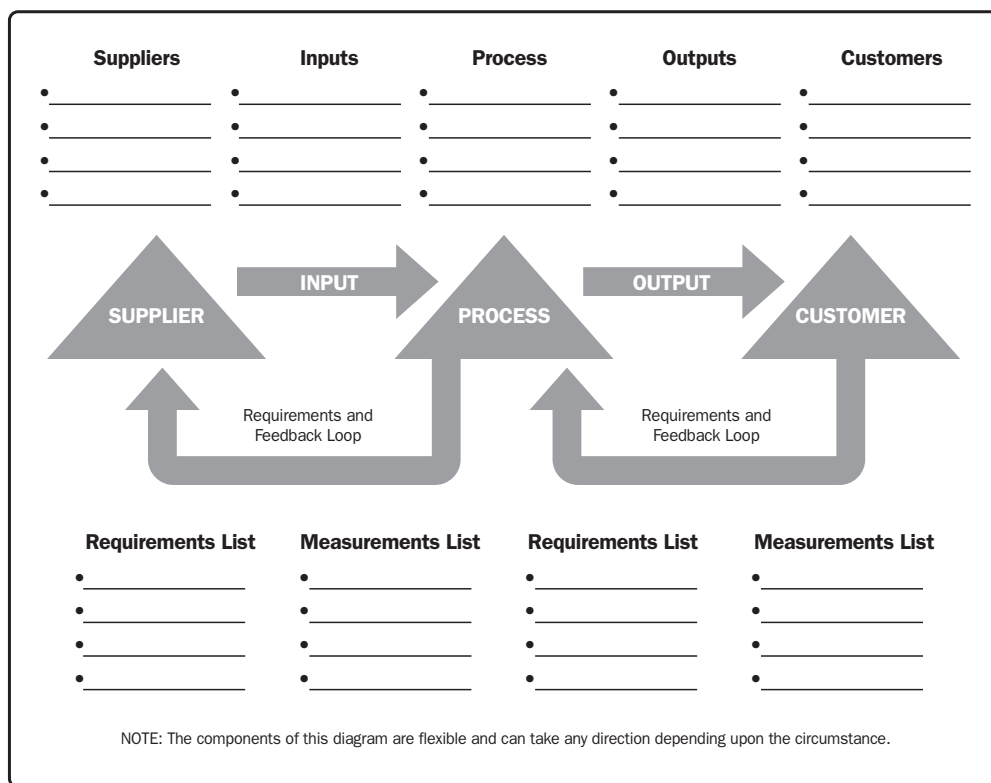 Suppliers Inputs Process Outputs Customers
INPUT OUTPUT
SUPPLIER PROCESS CUSTOMER
Requirements and Requirements and
Feedback Loop Feedback Loop
Requirements List Measurements List Requirements List Measurements List
NOTE: The components of this diagram are flexible and can take any direction depending upon the circumstance.